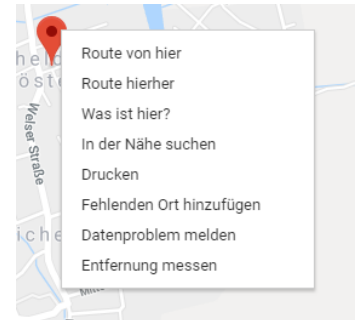 Route von hier
Route hierher
Was ist hier?
In der Nähe suchen
Drucken
Fehlenden Ort hinzufügen
Datenproblem melden
Entfernung messen
Welser Straße